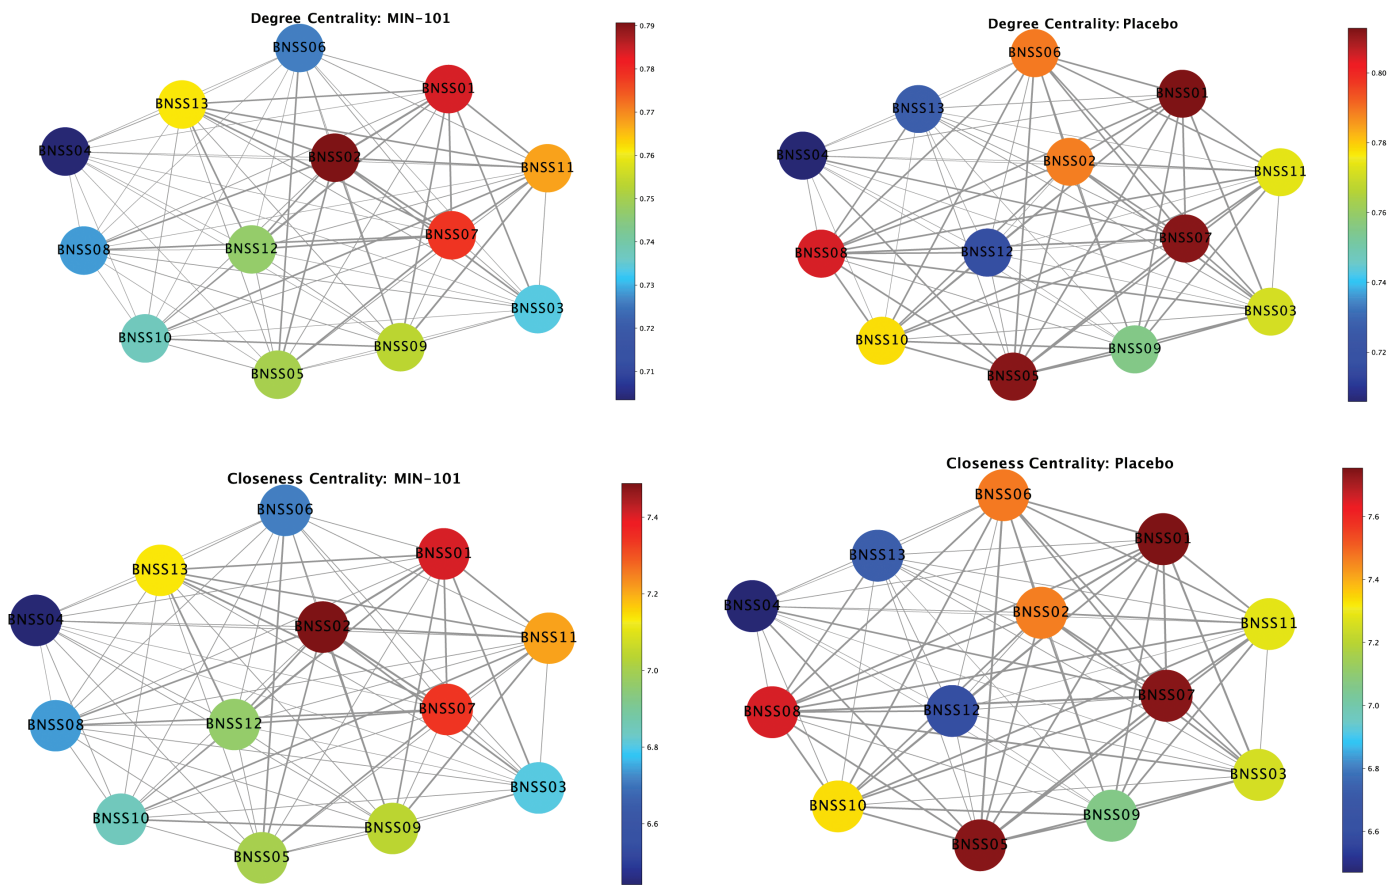 Degree Centrality: MIN-101
BNSS06
BNSS01
BNSS13
BNSS04
BNSS02
BNSS11
BNSS08
BNSS12
BNSS07
BNSS03
BNSS10
BNSS09
BNSS05
0.79
0.78
0.77
0.76
0.75
0.74
0.73
0.72
0.71
Degree Centrality: Placebo
BNSS06
BNSS01
BNSS13
BNSS04
BNSS02
BNSS11
BNSS08
BNSS12
BNSS07
BNSS03
BNSS10
BNSS09
BNSS05
0.80
0.78
0.76
0.74
0.72
Closeness Centrality: MIN-101
BNSS06
BNSS01
BNSS13
BNSS04
BNSS02
BNSS11
BNSS08
BNSS12
BNSS07
BNSS03
BNSS10
BNSS09
BNSS05
7.4
7.2
7.0
6.8
6.6
Closeness Centrality: Placebo
BNSS06
BNSS01
BNSS13
BNSS04
BNSS02
BNSS11
BNSS08
BNSS12
BNSS07
BNSS03
BNSS10
BNSS09
BNSS05
7.6
7.4
7.2
7.0
6.8
6.6